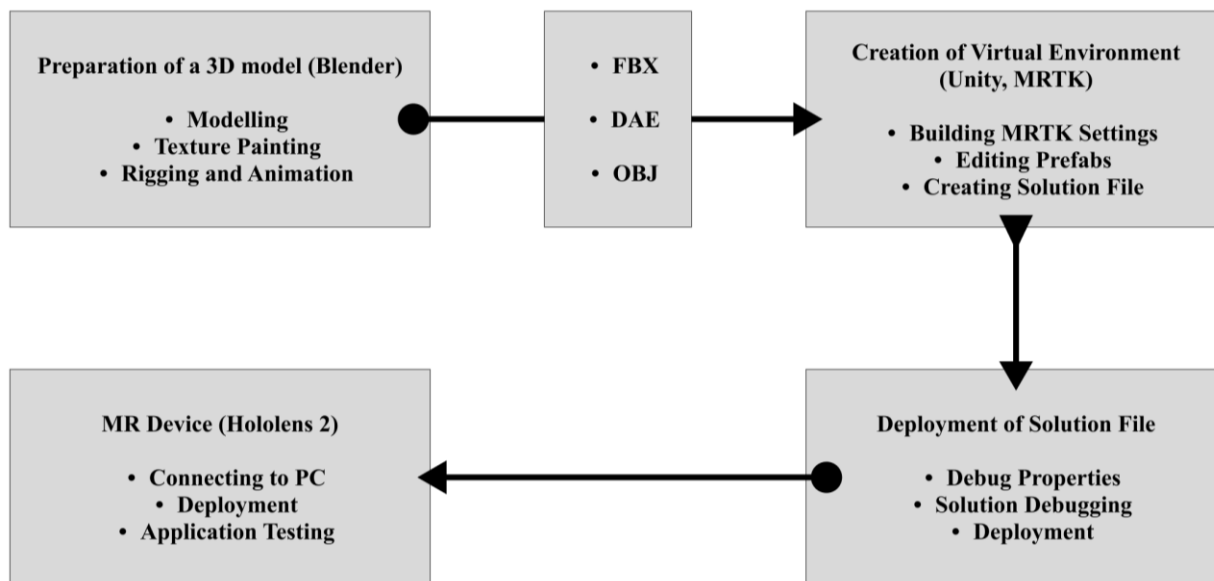 Preparation of a 3D model (Blender)
• Modelling
• Texture Painting
• Rigging and Animation
• FBX
• DAE
• OBJ
Creation of Virtual Environment
(Unity, MRTK)
• Building MRTK Settings
• Editing Prefabs
• Creating Solution File
MR Device (Hololens 2)
• Connecting to PC
• Deployment
• Application Testing
Deployment of Solution File
• Debug Properties
• Solution Debugging
• Deployment